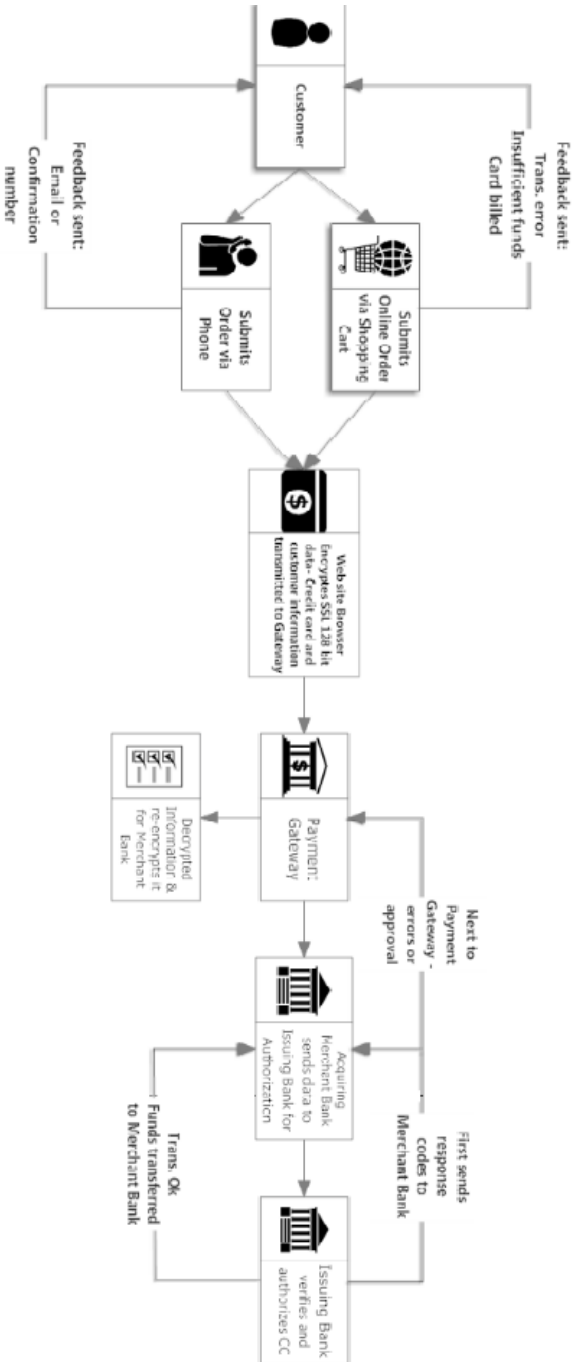 Feedback sent:
Trans. error
Insufficient funds
Card billed
Customer
Feedback sent:
Email or
Confirmation
number
Submits
Online Order
via Shopping
Cart
Submits
Order via
Phone
$
Web site Browser
Encryptes SSL 128 bit
data- Credit card and
customer information
transmitted to Gateway
Next to
Payment
Gateway -
errors or
approval
$
Payment
Gateway
Decrypted
Information &
re-encrypts it
for Merchant
Bank
First sends
response
codes to
Merchant Bank
Acquiring
Merchant Bank
sends data to
Issuing Bank for
Authorization
Trans. Ok
Funds transferred
to Merchant Bank
Issuing Bank
verifies and
authorizes CC